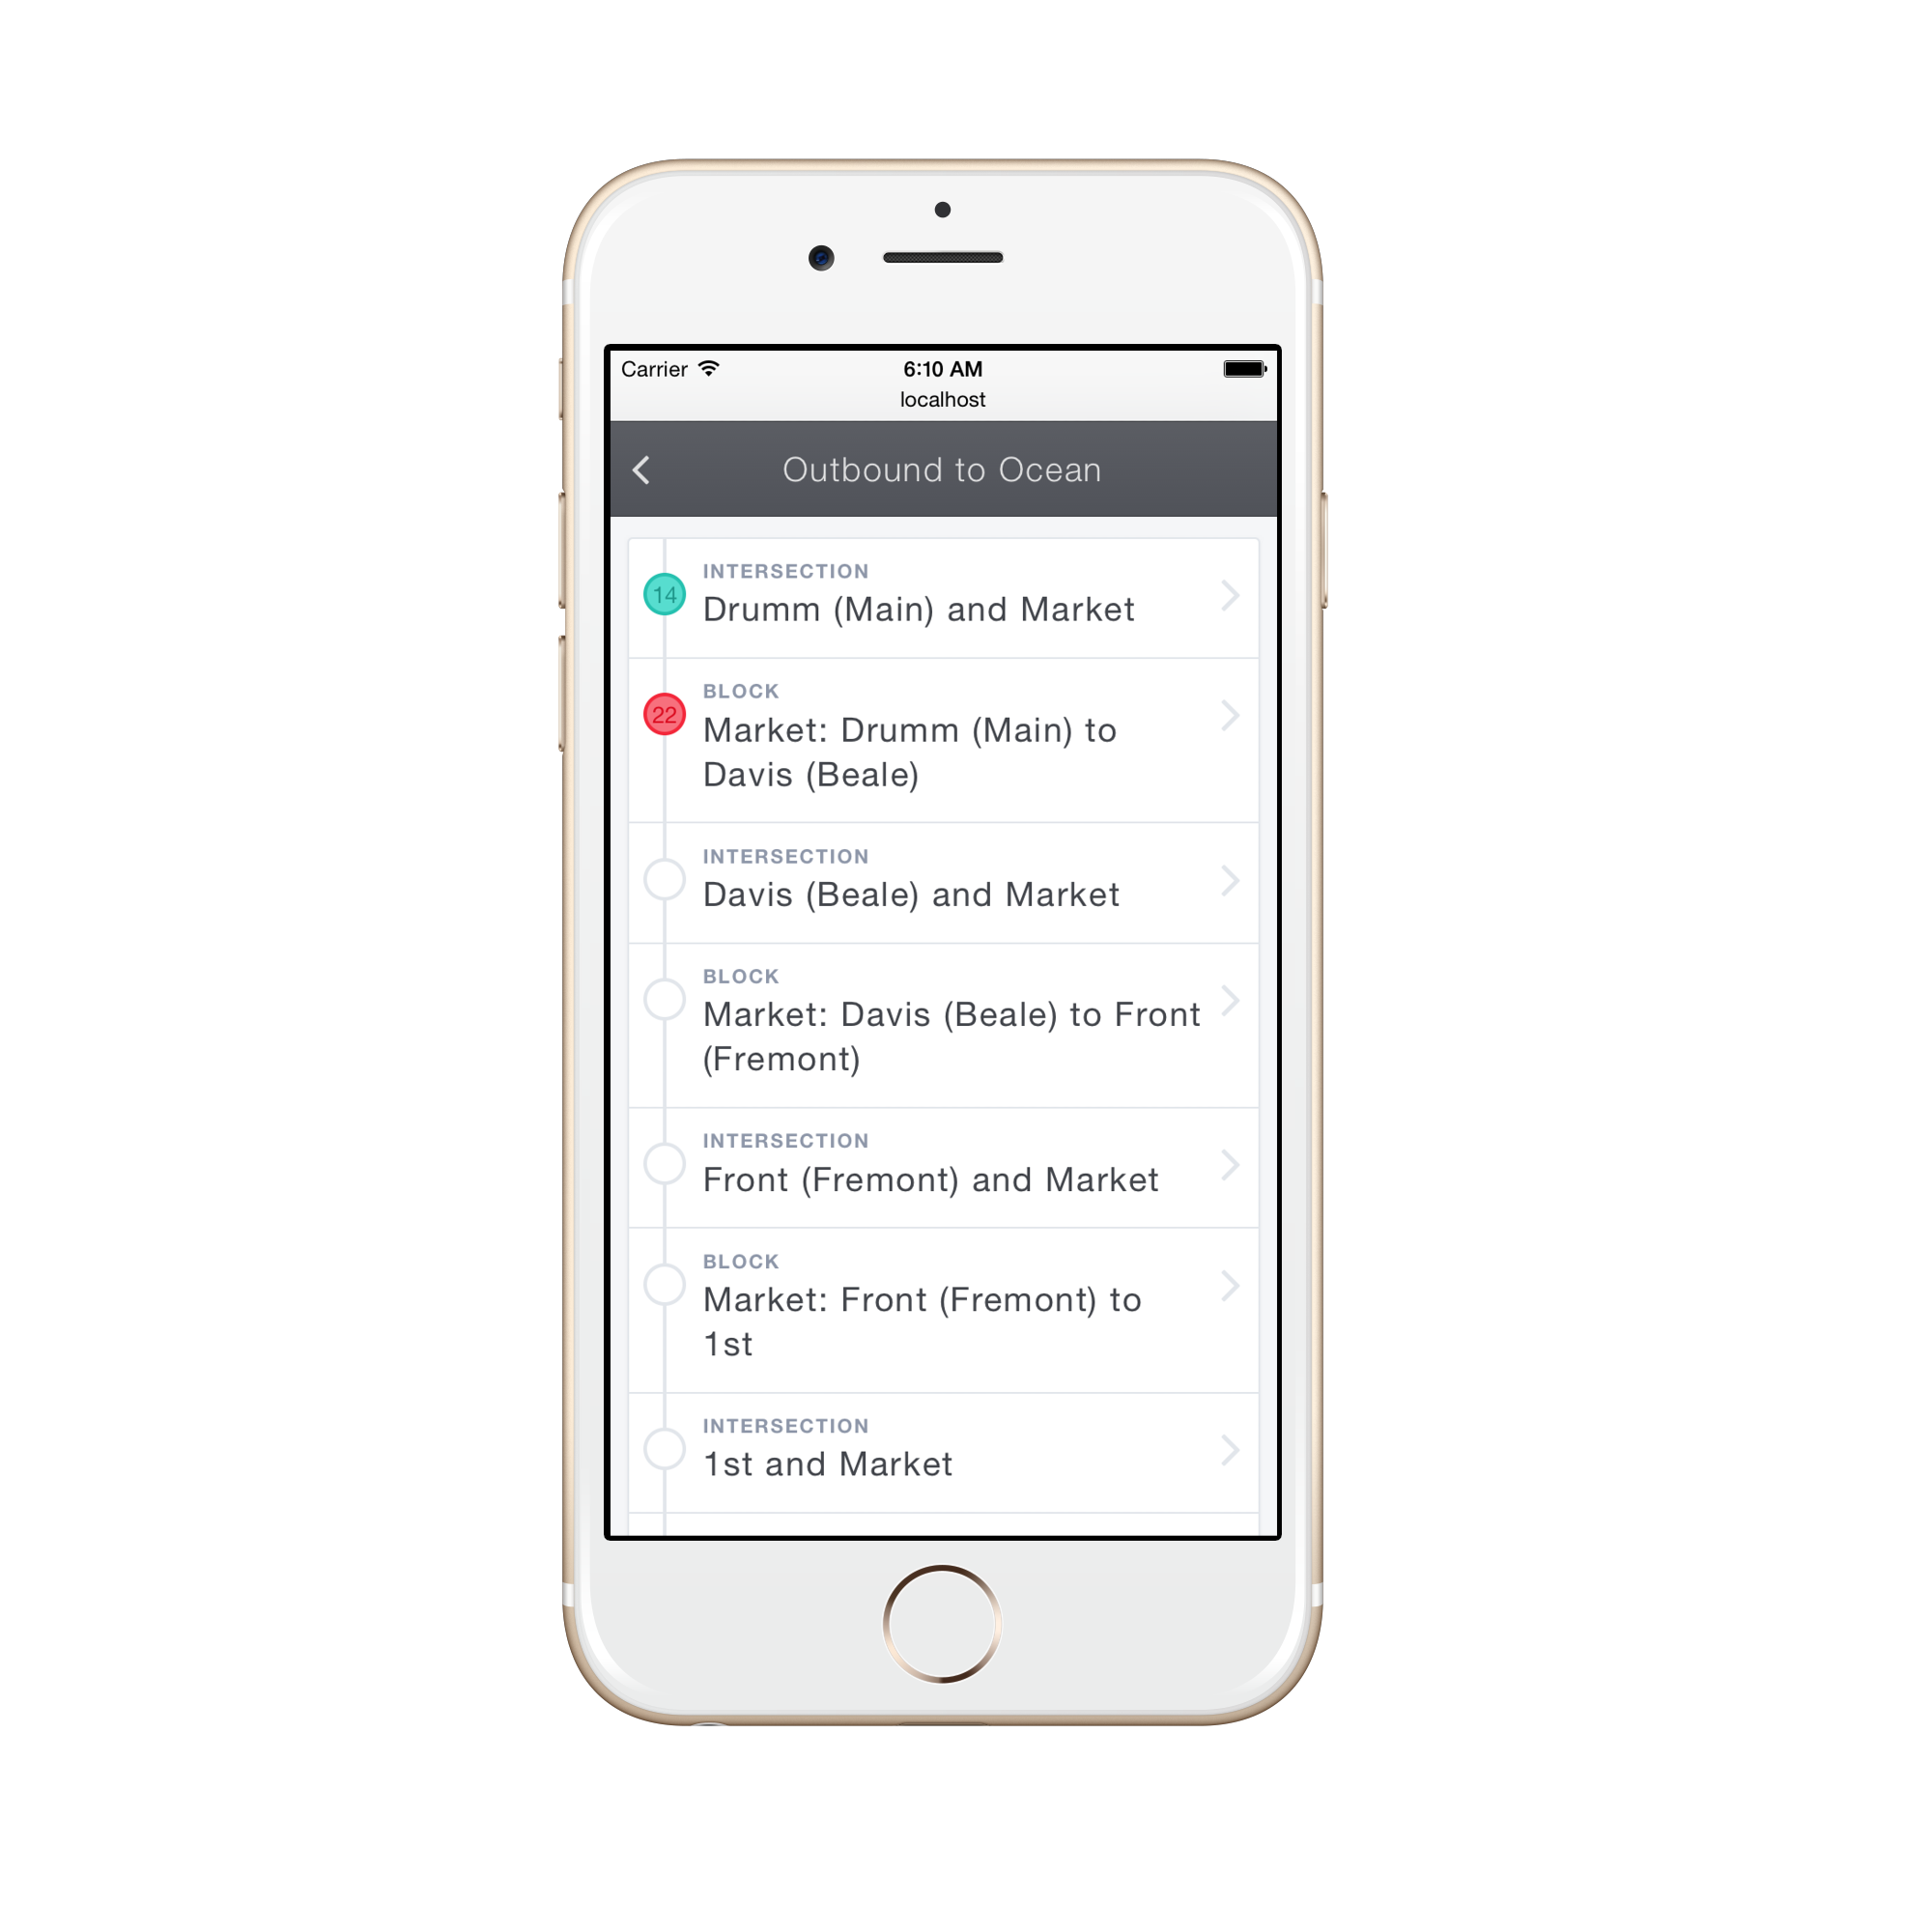 Carrier 6:10 AM
localhost
Outbound to Ocean
INTERSECTION
14
Drumm (Main) and Market
BLOCK
22
Market: Drumm (Main) to
Davis (Beale)
INTERSECTION
Davis (Beale) and Market
BLOCK
Market: Davis (Beale) to Front
(Fremont)
INTERSECTION
Front (Fremont) and Market
BLOCK
Market: Front (Fremont) to
1st
INTERSECTION
1st and Market